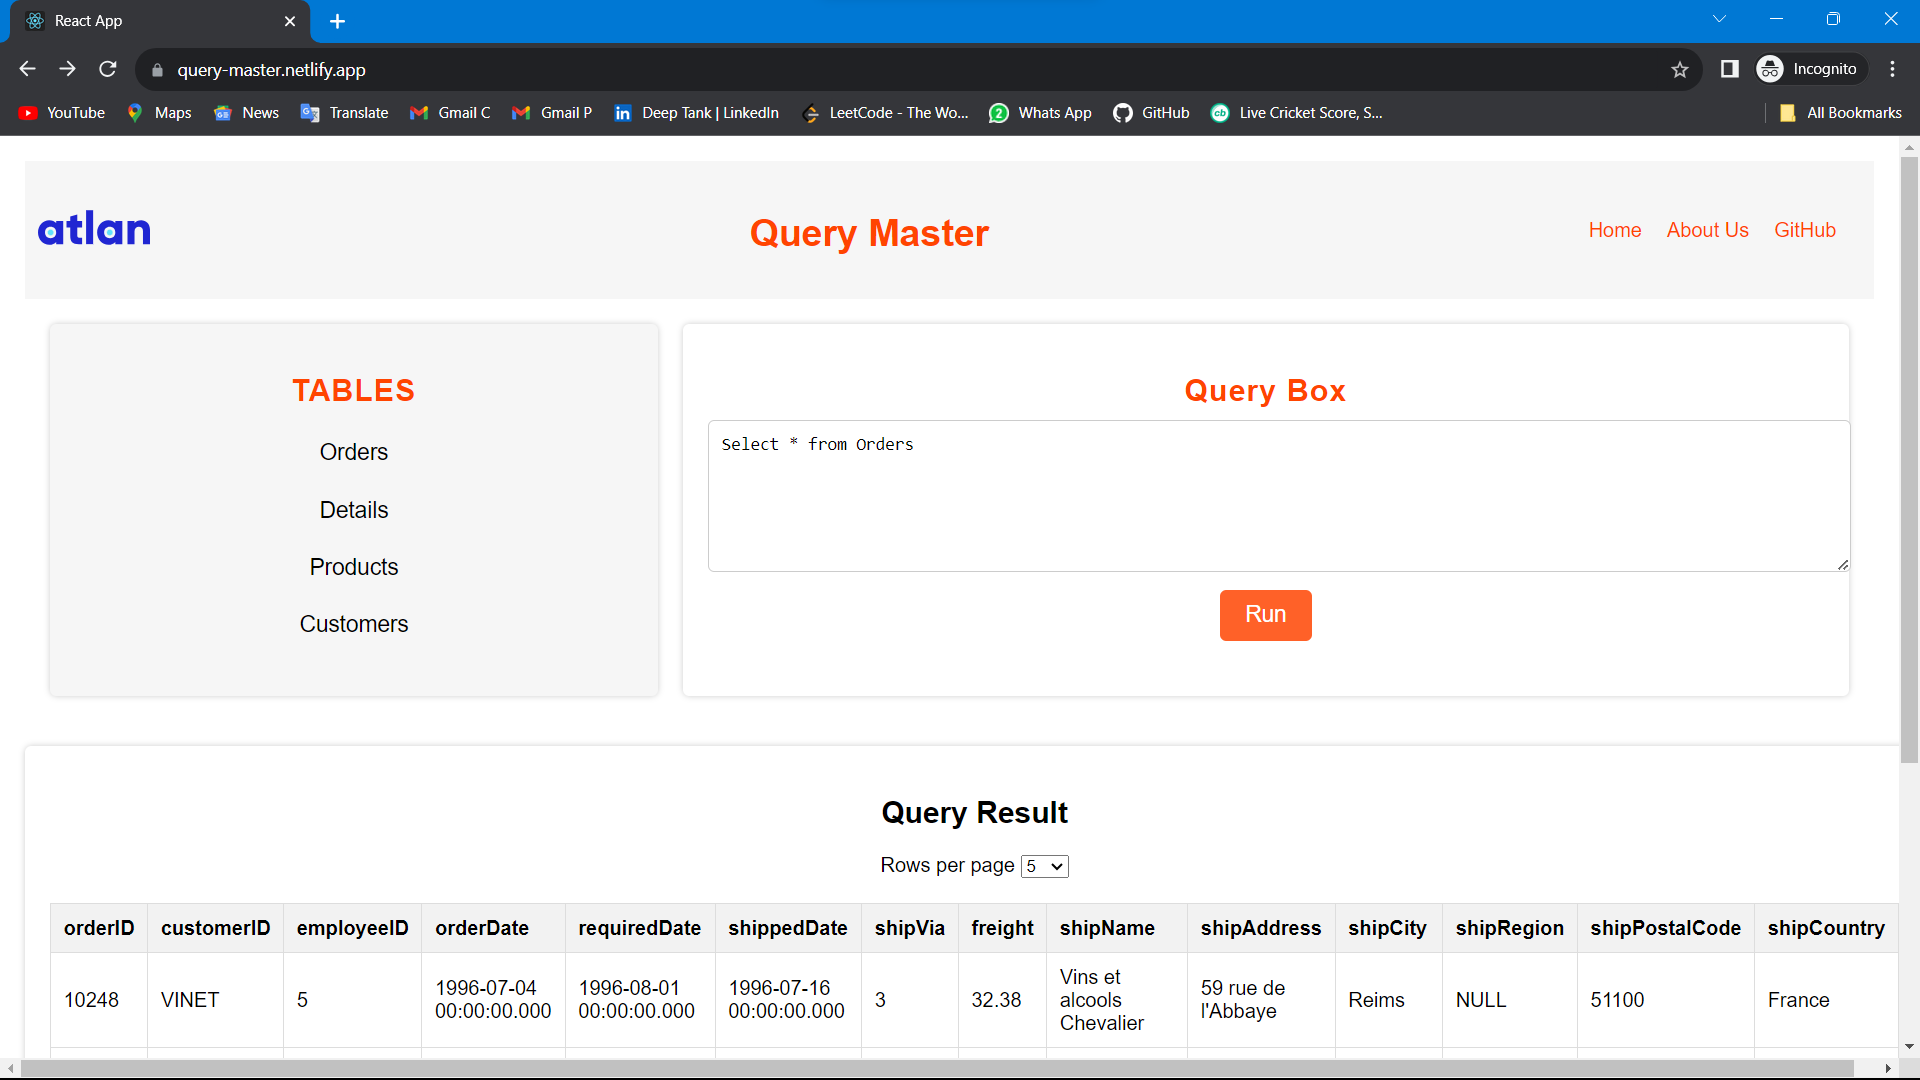 React App
query-master.netlify.app
Incognito
YouTube Maps News Translate Gmail C Gmail P Deep Tank | LinkedIn LeetCode - The Wo... Whats App GitHub Live Cricket Score, S... All Bookmarks
atlan
Query Master
Home About Us GitHub
TABLES
Orders
Details
Products
Customers
Query Box
Select * from Orders
Run
Query Result
Rows per page 5
orderID customerID employeeID orderDate requiredDate shippedDate shipVia freight shipName shipAddress shipCity shipRegion shipPostalCode shipCountry
10248 VINET 5 1996-07-04 00:00:00.000 1996-08-01 00:00:00.000 1996-07-16 00:00:00.000 3 32.38 Vins et alcools Chevalier 59 rue de l'Abbaye Reims NULL 51100 France